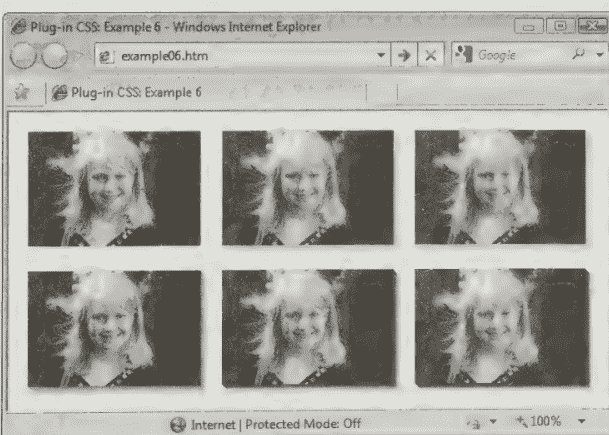 Plug-in CSS: Example 6 - Windows Internet Explorer
example06.htm
Google
Plug-in CSS: Example 6
Internet | Protected Mode: Off
100%